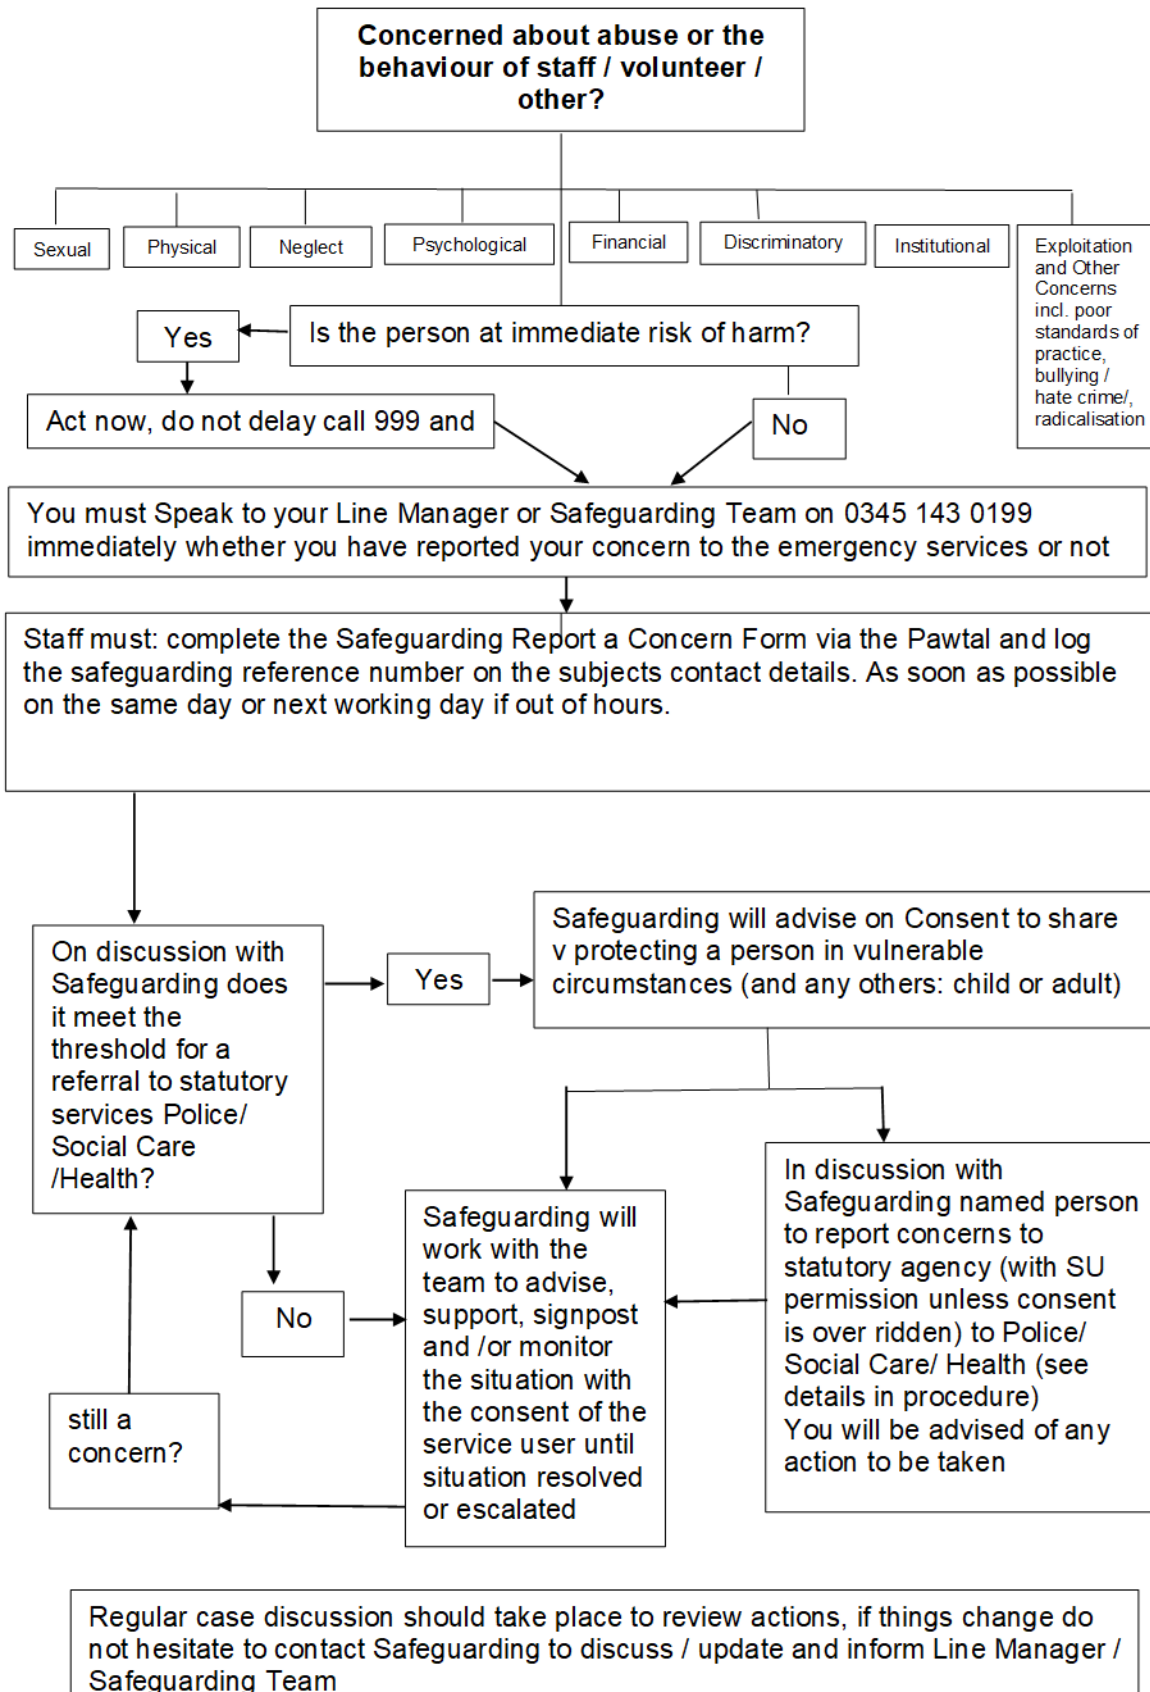 Concerned about abuse or the
behaviour of staff / volunteer /
other?
Sexual
Physical
Neglect
Psychological
Financial
Discriminatory
Institutional
Exploitation
and Other
Concerns
incl. poor
standards of
practice,
bullying /
hate crime/,
radicalisation
Is the person at immediate risk of harm?
Yes
Act now, do not delay call 999 and
No
You must Speak to your Line Manager or Safeguarding Team on 0345 143 0199
immediately whether you have reported your concern to the emergency services or not
Staff must: complete the Safeguarding Report a Concern Form via the Pawtal and log
the safeguarding reference number on the subjects contact details. As soon as possible
on the same day or next working day if out of hours.
On discussion with
Safeguarding does
it meet the
threshold for a
referral to statutory
services Police/
Social Care
/Health?
Yes
Safeguarding will advise on Consent to share
v protecting a person in vulnerable
circumstances (and any others: child or adult)
No
Safeguarding will
work with the
team to advise,
support, signpost
and /or monitor
the situation with
the consent of the
service user until
situation resolved
or escalated
In discussion with
Safeguarding named person
to report concerns to
statutory agency (with SU
permission unless consent
is over ridden) to Police/
Social Care/ Health (see
details in procedure)
You will be advised of any
action to be taken
still a
concern?
Regular case discussion should take place to review actions, if things change do
not hesitate to contact Safeguarding to discuss / update and inform Line Manager /
Safeguarding Team